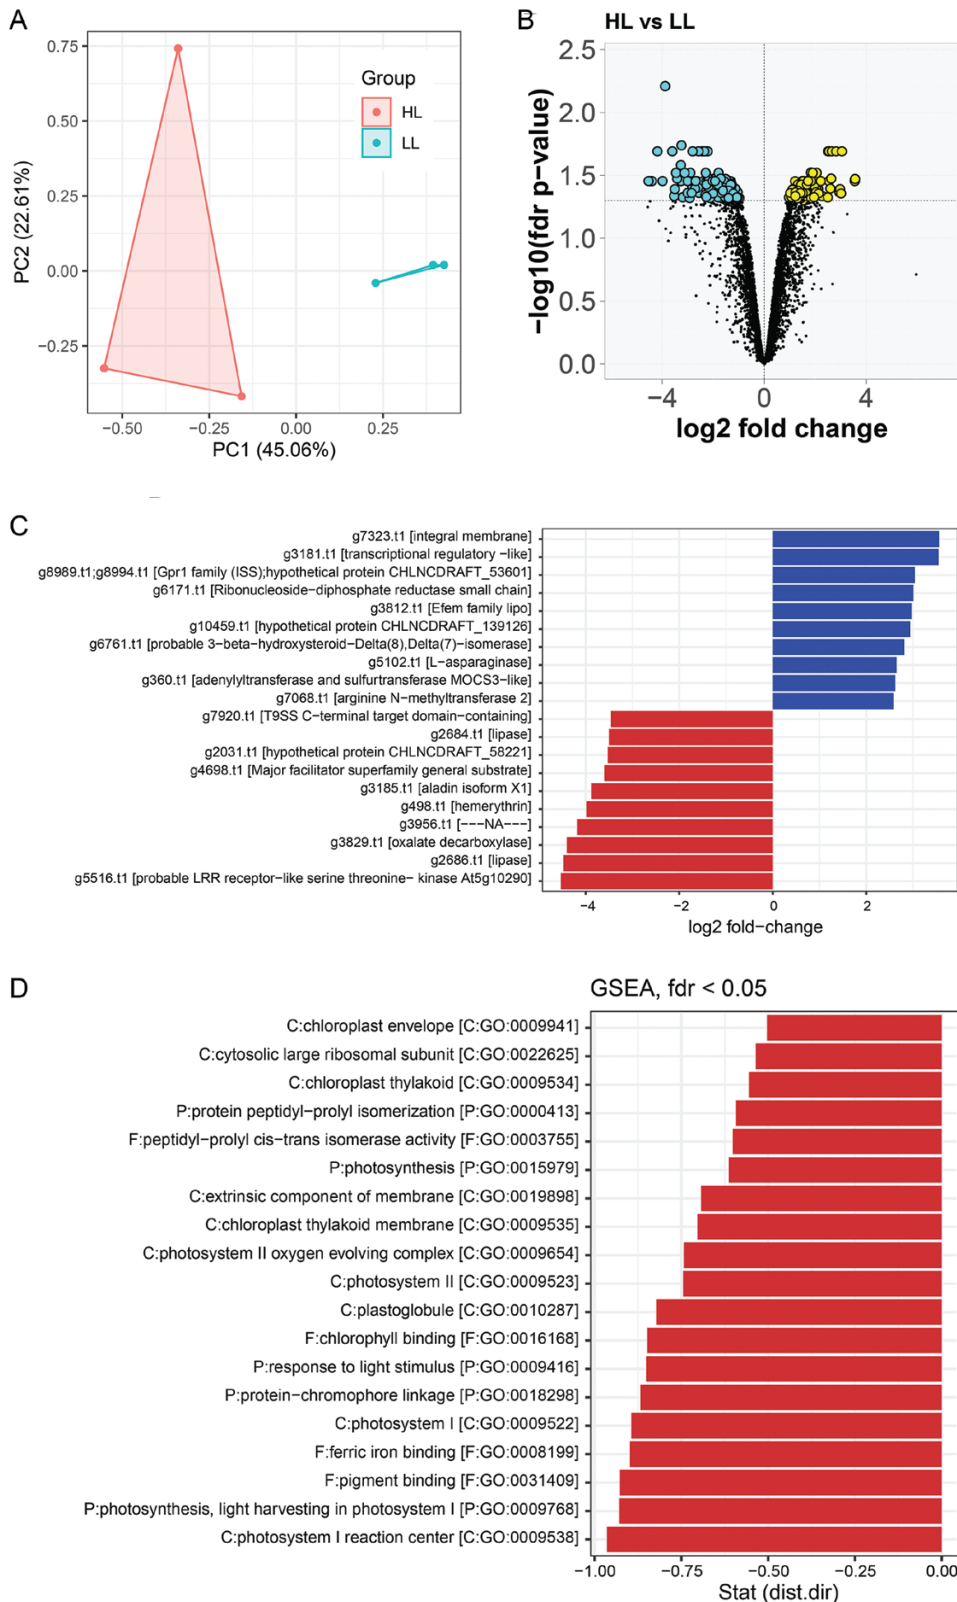 A
0.75
0.50
0.25
0.00
−0.25
PC2 (22.61%)
Group
HL
LL
−0.50
−0.25
0.00
0.25
PC1 (45.06%)
B
HL vs LL
2.5
2.0
1.5
1.0
0.5
0.0
−log10(fdr p-value)
−4
0
4
log2 fold change
C
g7323.t1 [integral membrane]
g3181.t1 [transcriptional regulatory −like]
g8989.t1;g8994.t1 [Gpr1 family (ISS);hypothetical protein CHLNCDRAFT_53601]
g6171.t1 [Ribonucleoside−diphosphate reductase small chain]
g3812.t1 [Efem family lipo]
g10459.t1 [hypothetical protein CHLNCDRAFT_139126]
g6761.t1 [probable 3−beta−hydroxysteroid−Delta(8),Delta(7)−isomerase]
g5102.t1 [L−asparaginase]
g360.t1 [adenylyltransferase and sulfurtransferase MOCS3−like]
g7068.t1 [arginine N−methyltransferase 2]
g7920.t1 [T9SS C−terminal target domain−containing]
g2684.t1 [lipase]
g2031.t1 [hypothetical protein CHLNCDRAFT_58221]
g4698.t1 [Major facilitator superfamily general substrate]
g3185.t1 [aladin isoform X1]
g498.t1 [hemerythrin]
g3956.t1 [−−−NA−−−]
g3829.t1 [oxalate decarboxylase]
g2686.t1 [lipase]
g5516.t1 [probable LRR receptor−like serine threonine− kinase At5g10290]
−4
−2
0
2
log2 fold−change
D
GSEA, fdr < 0.05
C:chloroplast envelope [C:GO:0009941]
C:cytosolic large ribosomal subunit [C:GO:0022625]
C:chloroplast thylakoid [C:GO:0009534]
P:protein peptidyl−prolyl isomerization [P:GO:0000413]
F:peptidyl−prolyl cis−trans isomerase activity [F:GO:0003755]
P:photosynthesis [P:GO:0015979]
C:extrinsic component of membrane [C:GO:0019898]
C:chloroplast thylakoid membrane [C:GO:0009535]
C:photosystem II oxygen evolving complex [C:GO:0009654]
C:photosystem II [C:GO:0009523]
C:plastoglobule [C:GO:0010287]
F:chlorophyll binding [F:GO:0016168]
P:response to light stimulus [P:GO:0009416]
P:protein−chromophore linkage [P:GO:0018298]
C:photosystem I [C:GO:0009522]
F:ferric iron binding [F:GO:0008199]
F:pigment binding [F:GO:0031409]
P:photosynthesis, light harvesting in photosystem I [P:GO:0009768]
C:photosystem I reaction center [C:GO:0009538]
−1.00
−0.75
−0.50
−0.25
0.00
Stat (dist.dir)